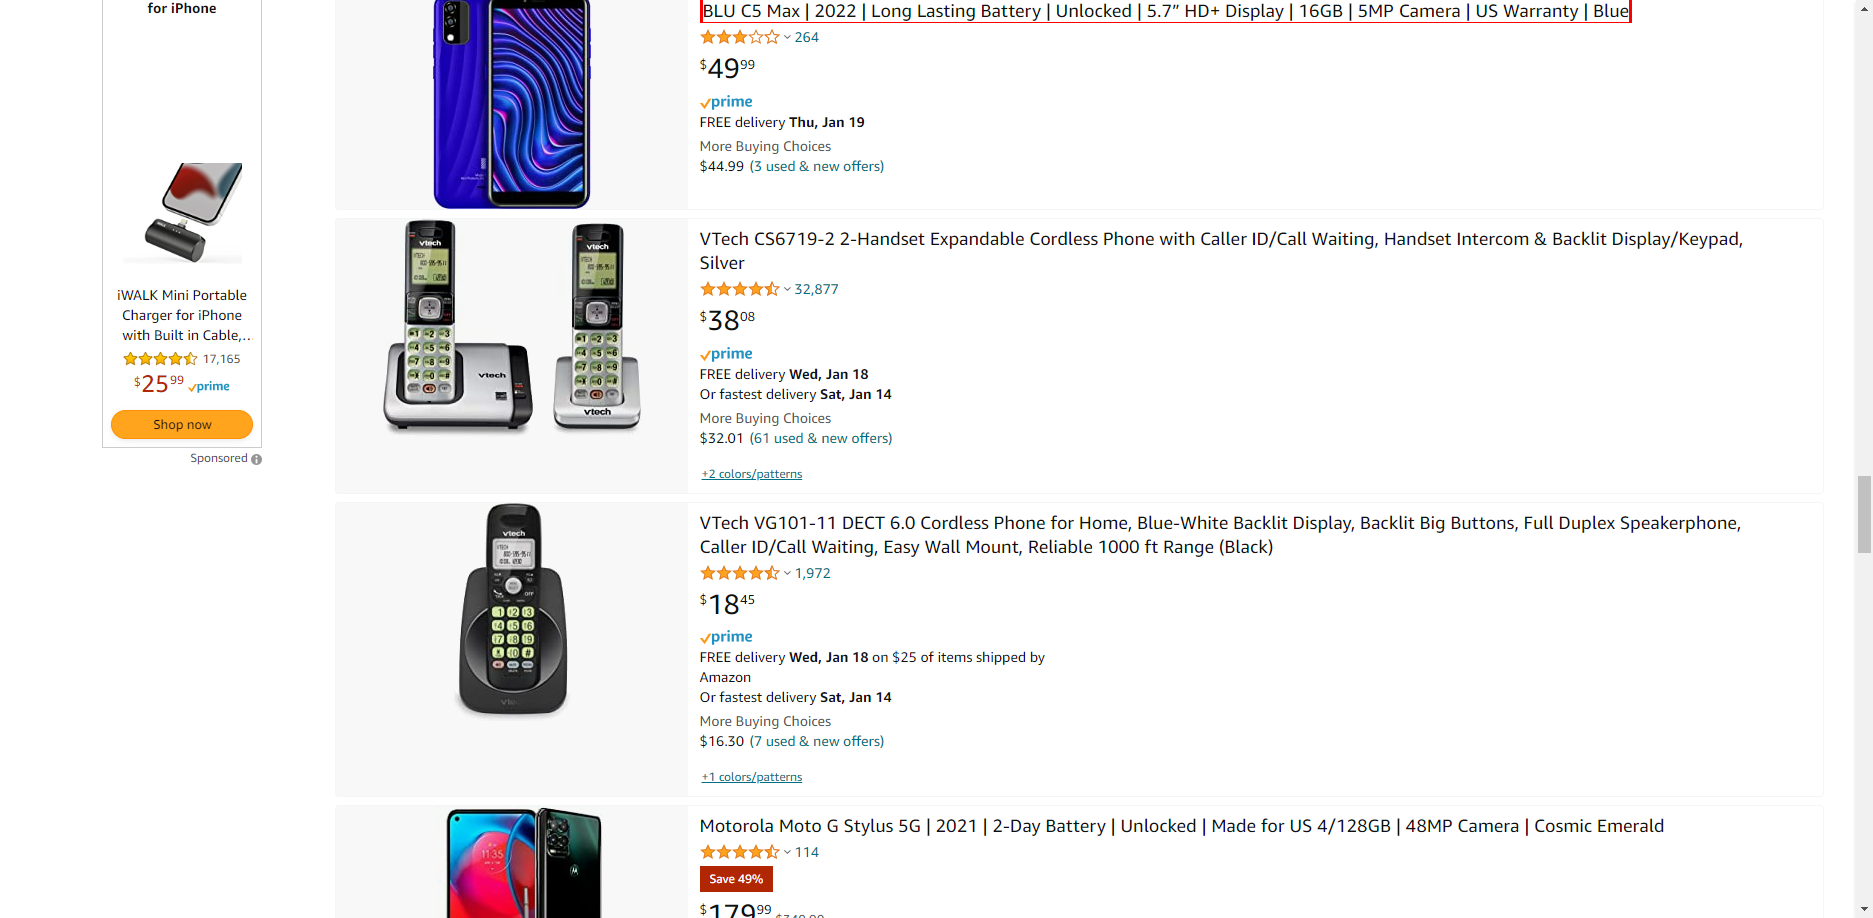 for iPhone
iWALK Mini Portable
Charger for iPhone
with Built in Cable,...
17,165
$25 99 prime
Shop now
Sponsored
BLU C5 Max | 2022 | Long Lasting Battery | Unlocked | 5.7” HD+ Display | 16GB | 5MP Camera | US Warranty | Blue
264
$49 99
prime
FREE delivery Thu, Jan 19
More Buying Choices
$44.99 (3 used & new offers)
vtech
vtech
vtech
vtech
VTech CS6719-2 2-Handset Expandable Cordless Phone with Caller ID/Call Waiting, Handset Intercom & Backlit Display/Keypad,
Silver
32,877
$38 08
prime
FREE delivery Wed, Jan 18
Or fastest delivery Sat, Jan 14
More Buying Choices
$32.01 (61 used & new offers)
+2 colors/patterns
vtech
VTech VG101-11 DECT 6.0 Cordless Phone for Home, Blue-White Backlit Display, Backlit Big Buttons, Full Duplex Speakerphone,
Caller ID/Call Waiting, Easy Wall Mount, Reliable 1000 ft Range (Black)
1,972
$18 45
prime
FREE delivery Wed, Jan 18 on $25 of items shipped by
Amazon
Or fastest delivery Sat, Jan 14
More Buying Choices
$16.30 (7 used & new offers)
+1 colors/patterns
11:35
Motorola Moto G Stylus 5G | 2021 | 2-Day Battery | Unlocked | Made for US 4/128GB | 48MP Camera | Cosmic Emerald
114
Save 49%
$179 99